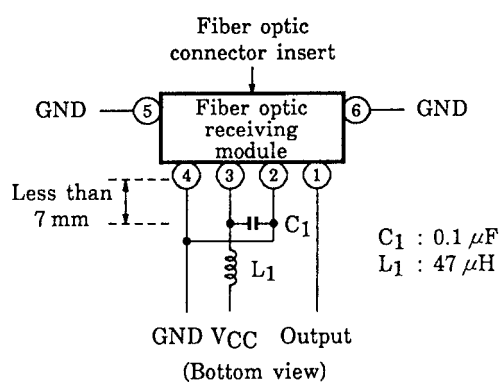 Fiber optic
connector insert
GND
5
Fiber optic
receiving
module
6
GND
4
3
2
1
Less than
7 mm
C1
L1
C1 : 0.1 μF
L1 : 47 μH
GND VCC Output
(Bottom view)